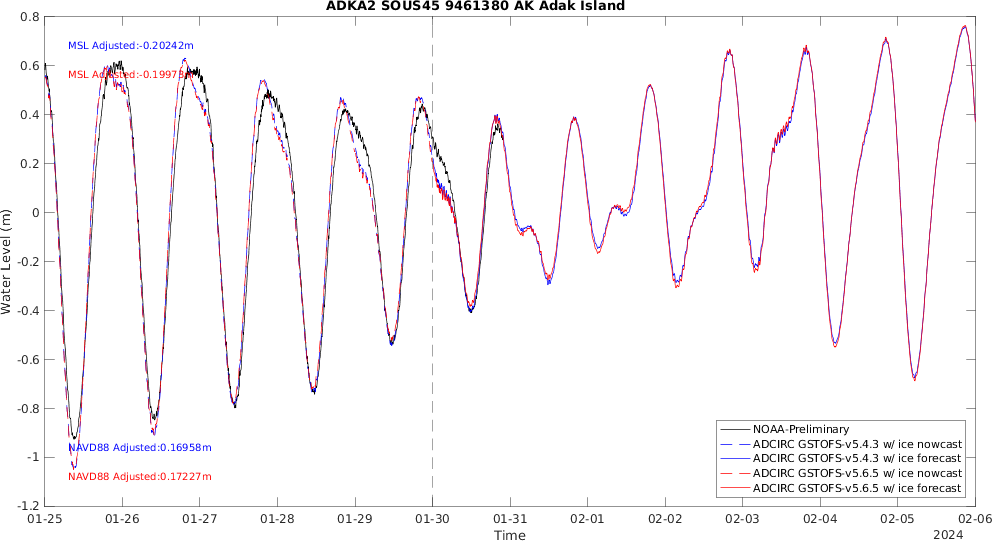 ADKA2 SOUS45 9461380 AK Adak Island
0.8
0.6
0.4
0.2
0
-0.2
-0.4
-0.6
-0.8
-1
-1.2
Water Level (m)
MSL Adjusted:-0.20242m
MSL Adjusted:-0.19973m
NAVD88 Adjusted:0.16958m
NAVD88 Adjusted:0.17227m
NOAA-Preliminary
ADCIRC GSTOFS-v5.4.3 w/ ice nowcast
ADCIRC GSTOFS-v5.4.3 w/ ice forecast
ADCIRC GSTOFS-v5.6.5 w/ ice nowcast
ADCIRC GSTOFS-v5.6.5 w/ ice forecast
01-25 01-26 01-27 01-28 01-29 01-30 01-31 02-01 02-02 02-03 02-04 02-05 02-06
Time
2024